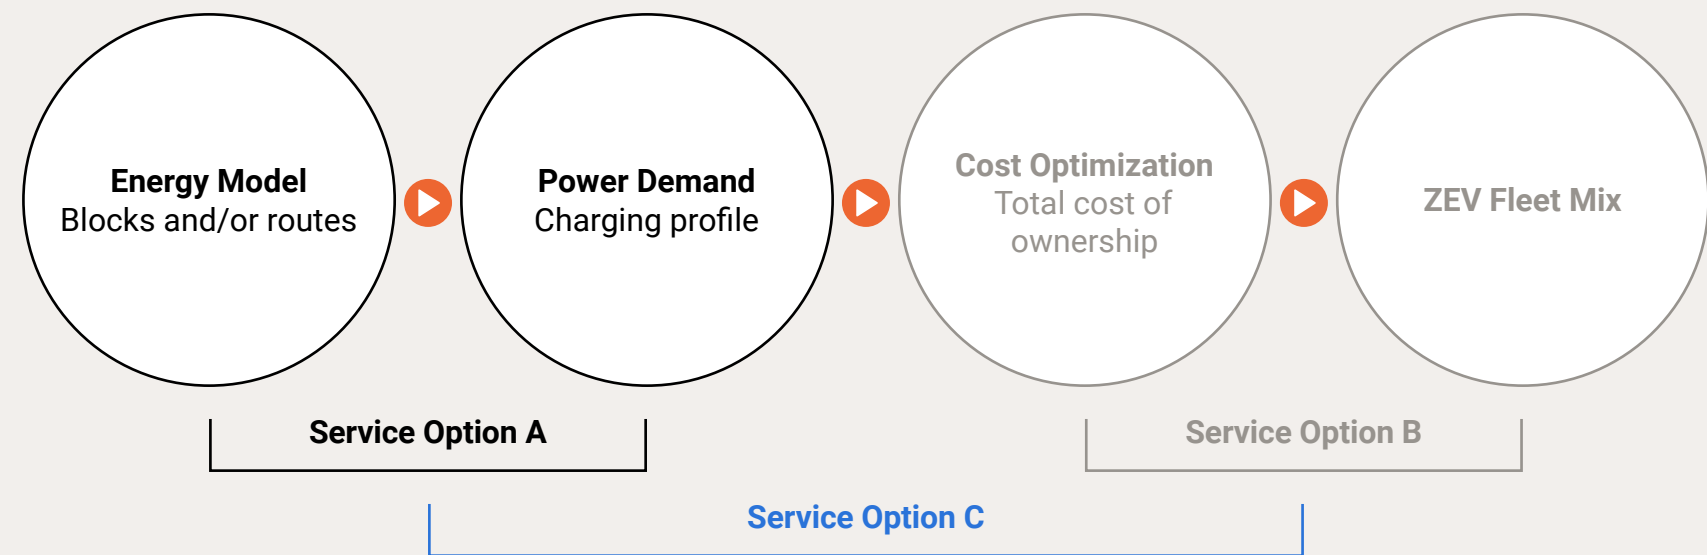 Energy Model
Blocks and/or routes
Power Demand
Charging profile
Cost Optimization
Total cost of
ownership
ZEV Fleet Mix
Service Option A
Service Option B
Service Option C